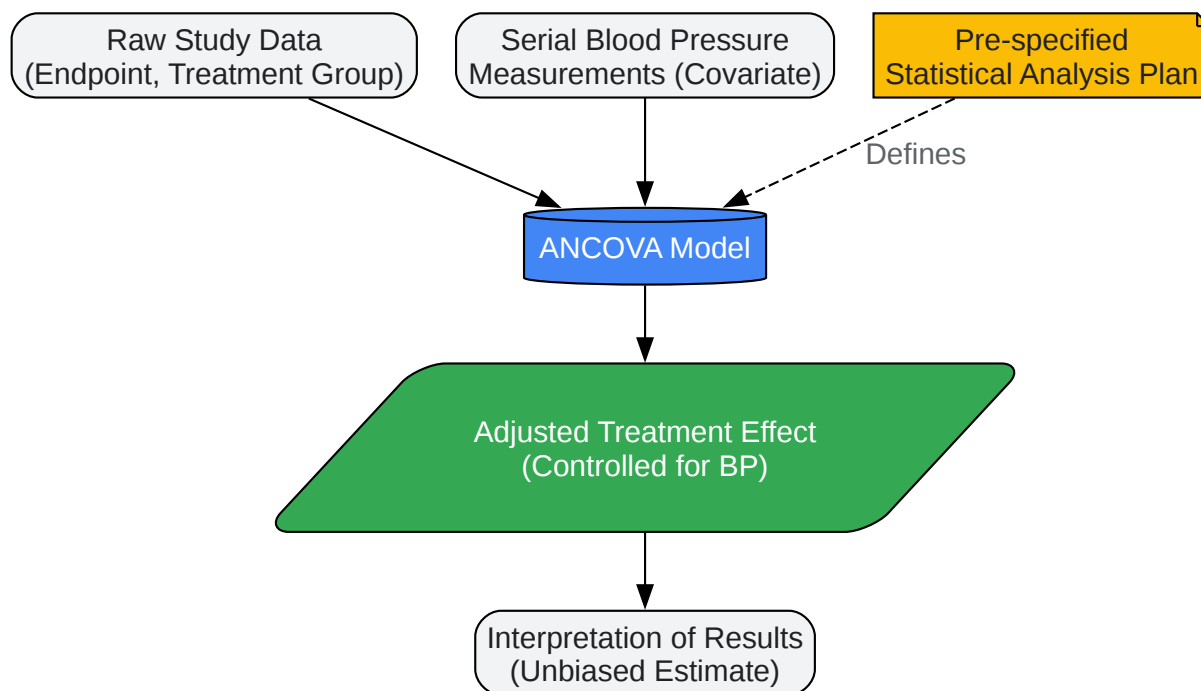 Raw Study Data
(Endpoint, Treatment Group)
Serial Blood Pressure
Measurements (Covariate)
Pre-specified
Statistical Analysis Plan
Defines
ANCOVA Model
Adjusted Treatment Effect
(Controlled for BP)
Interpretation of Results
(Unbiased Estimate)